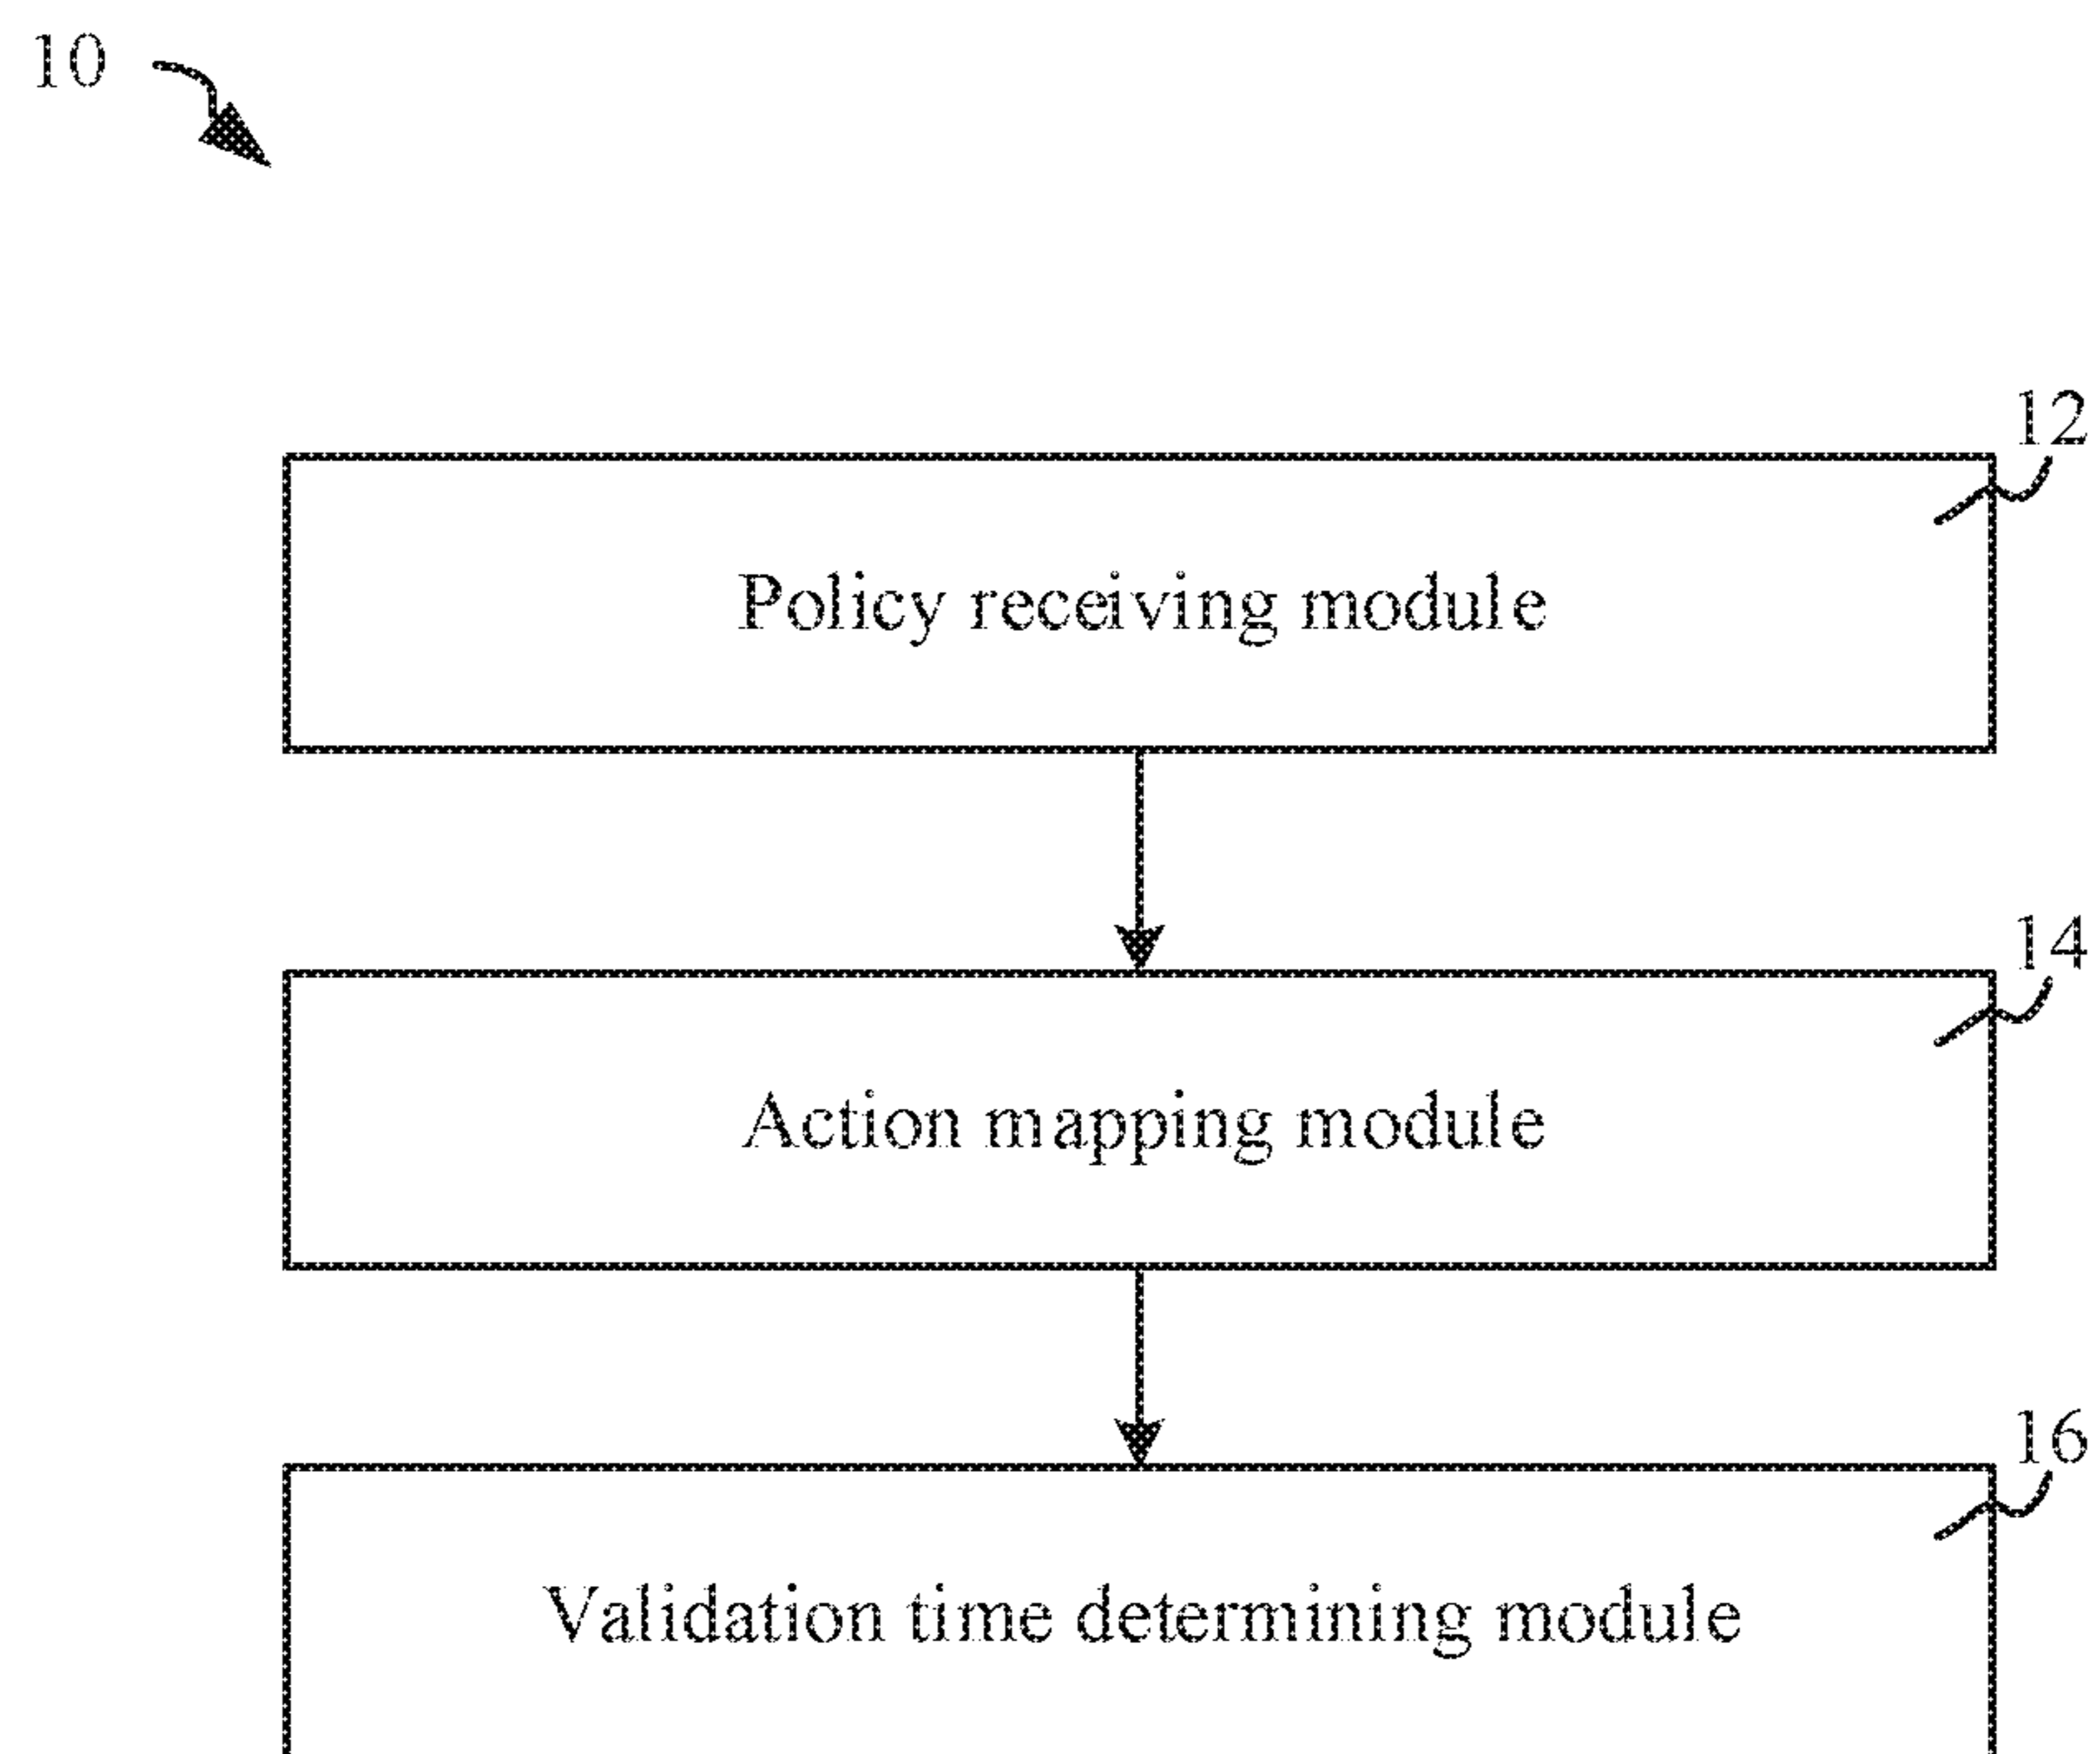 10
12
Policy receiving module
14
Action mapping module
16
Validation time determining module